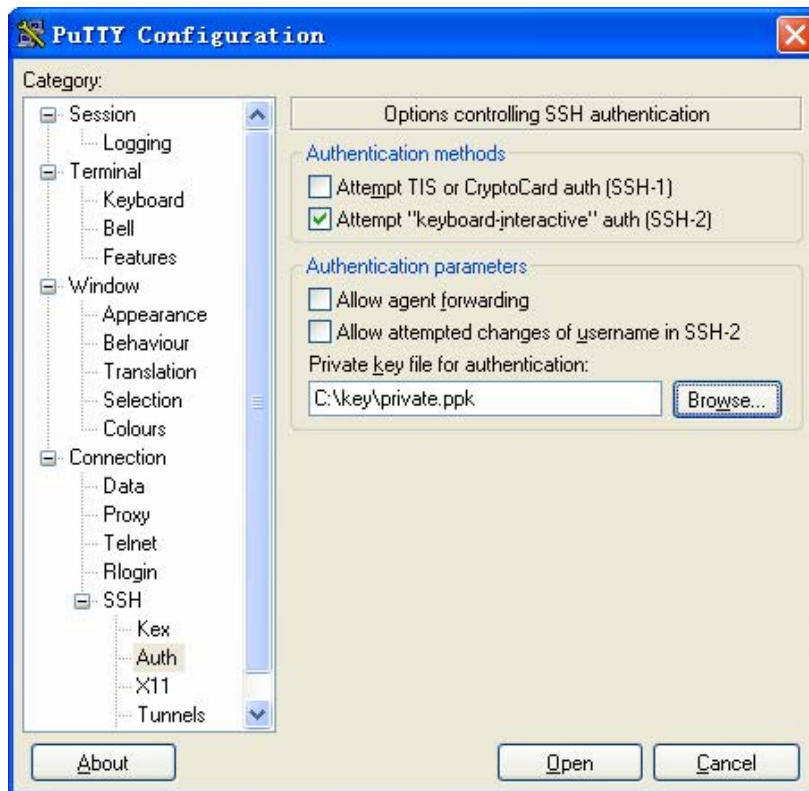 PuTTY Configuration
Category:
Session
Logging
Terminal
Keyboard
Bell
Features
Window
Appearance
Behaviour
Translation
Selection
Colours
Connection
Data
Proxy
Telnet
Rlogin
SSH
Kex
Auth
X11
Tunnels
Options controlling SSH authentication
Authentication methods
Attempt TIS or CryptoCard auth (SSH-1)
Attempt "keyboard-interactive" auth (SSH-2)
Authentication parameters
Allow agent forwarding
Allow attempted changes of username in SSH-2
Private key file for authentication:
C:\key\private.ppk
Browse...
About
Open
Cancel